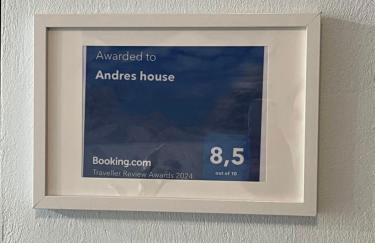 Awarded to
Andres house
Booking.com
Traveller Review Awards 2024
8,5
out of 10